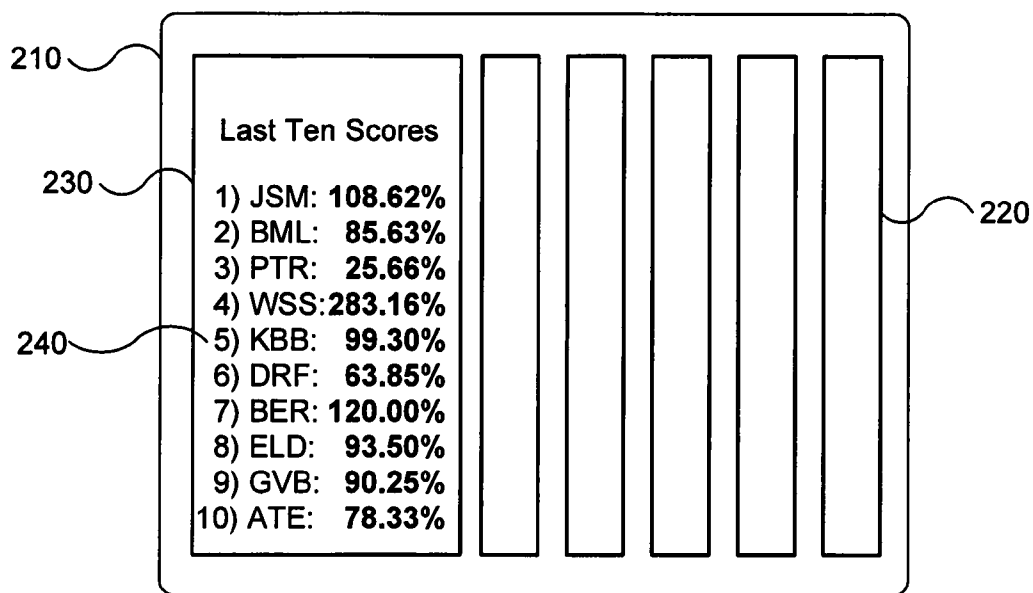 210
Last Ten Scores
230
1) JSM: 108.62%
2) BML: 85.63%
220
3) PTR: 25.66%
4) WSS: 283.16%
240
5) KBB: 99.30%
6) DRF: 63.85%
7) BER: 120.00%
8) ELD: 93.50%
9) GVB: 90.25%
10) ATE: 78.33%